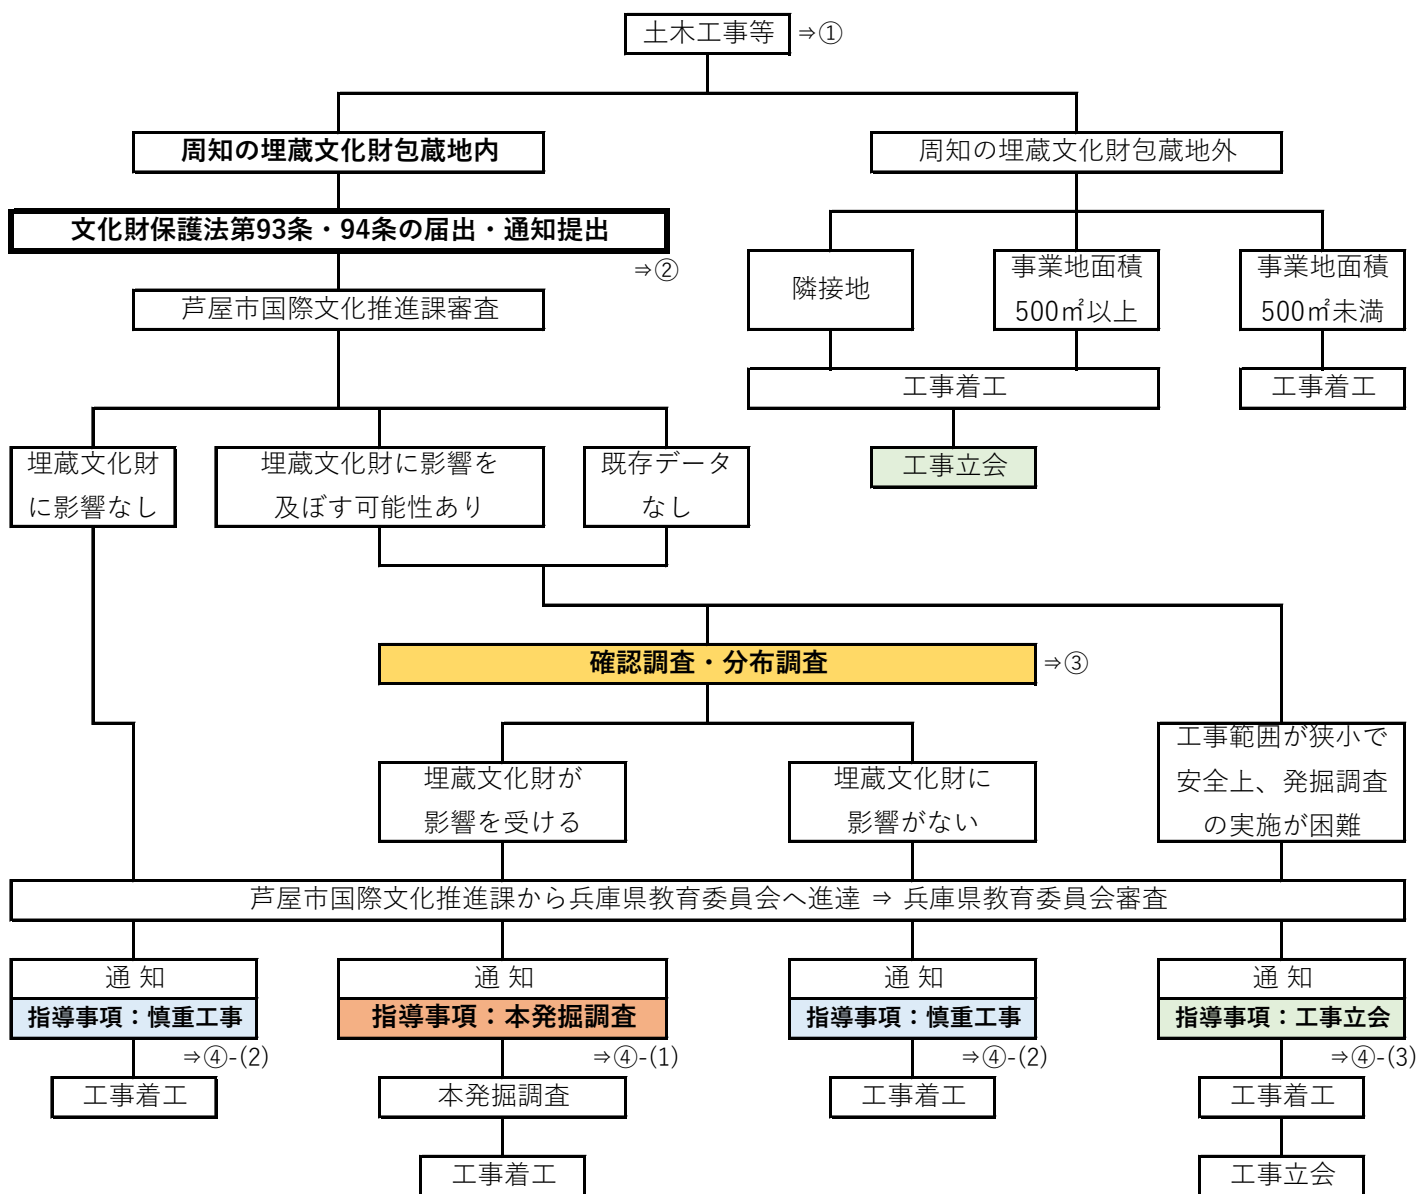 土木工事等
⇒①
周知の埋蔵文化財包蔵地内
周知の埋蔵文化財包蔵地外
文化財保護法第93条・94条の届出・通知提出
⇒②
芦屋市国際文化推進課審査
隣接地
事業地面積
500㎡以上
事業地面積
500㎡未満
工事着工
工事着工
工事立会
埋蔵文化財
に影響なし
埋蔵文化財に影響を
及ぼす可能性あり
既存データ
なし
確認調査・分布調査
⇒③
埋蔵文化財が
影響を受ける
埋蔵文化財に
影響がない
工事範囲が狭小で
安全上、発掘調査
の実施が困難
芦屋市国際文化推進課から兵庫県教育委員会へ進達 ⇒ 兵庫県教育委員会審査
通 知
指導事項：慎重工事
⇒④-(2)
工事着工
通 知
指導事項：本発掘調査
⇒④-(1)
本発掘調査
工事着工
通 知
指導事項：慎重工事
⇒④-(2)
工事着工
通 知
指導事項：工事立会
⇒④-(3)
工事着工
工事立会